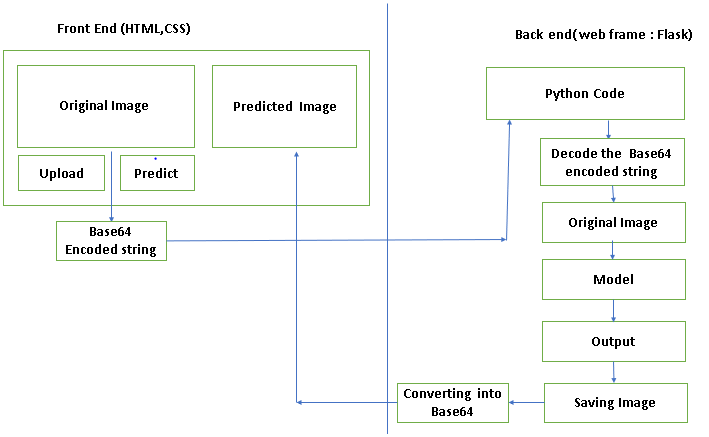 Front End (HTML,CSS)
Back end( web frame : Flask)
Original Image
Predicted Image
Upload
Predict
Base64
Encoded string
Python Code
Decode the Base64
encoded string
Original Image
Model
Output
Saving Image
Converting into
Base64